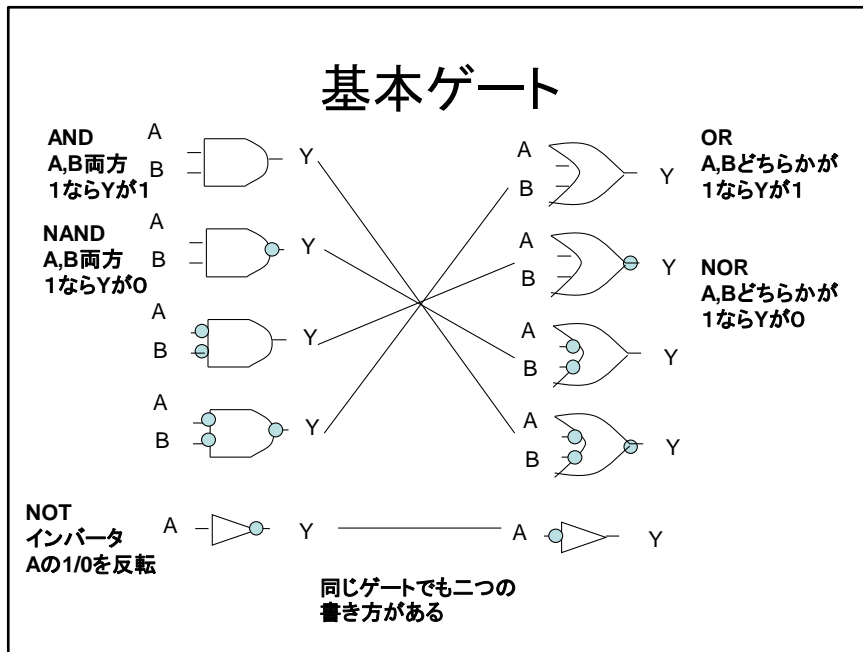 基本ゲート
AND
A,B両方
1ならYが1
A
B
Y
NAND
A,B両方
1ならYが0
A
B
Y
A
B
Y
A
B
Y
A
B
Y
OR
A,Bどちらかが
1ならYが1
A
B
Y
NOR
A,Bどちらかが
1ならYが0
A
B
Y
A
B
Y
NOT
インバータ
Aの1/0を反転
A
Y
A
Y
同じゲートでも二つの
書き方がある